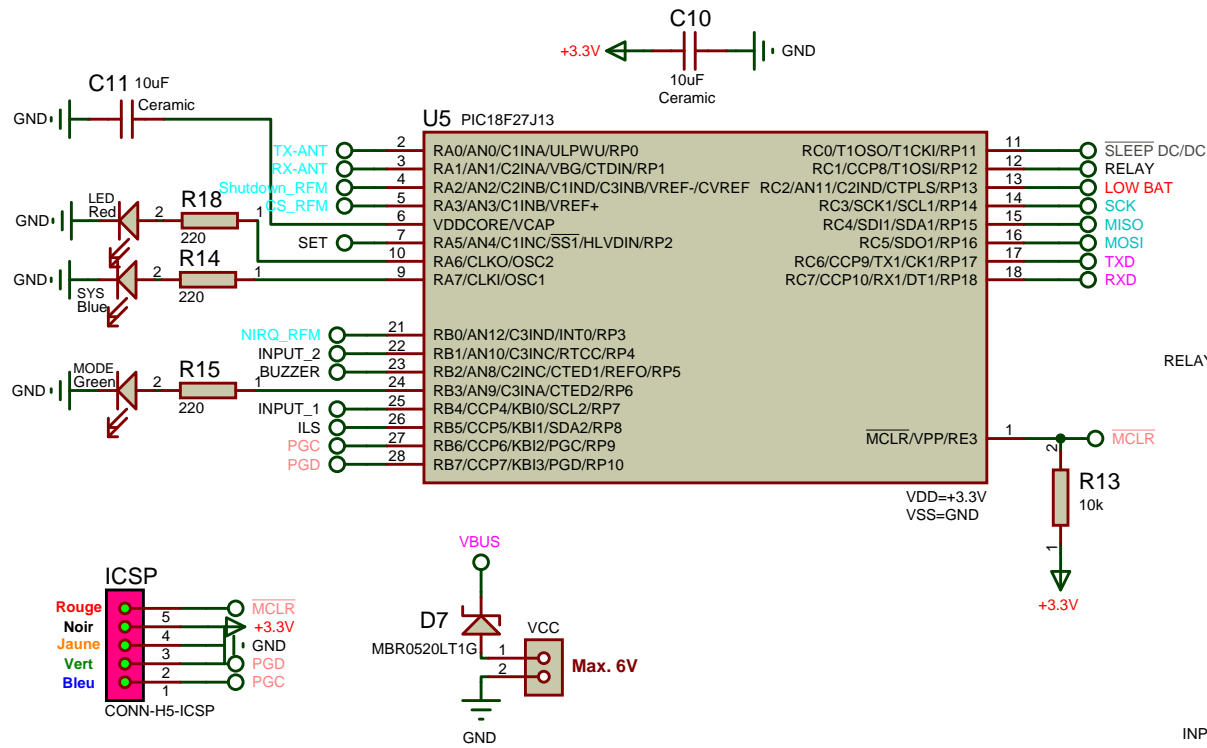 C10
+3.3V
GND
10uF
Ceramic
C11 10uF
Ceramic
GND
U5 PIC18F27J13
TX-ANT 2 RA0/AN0/C1INA/ULPWU/RP0
RX-ANT 3 RA1/AN1/C2INA/VBG/CTDIN/RP1
Shutdown_RFM 4 RA2/AN2/C2INB/C1IND/C3INB/VREF-/CVREF
CS_RFM 5 RA3/AN3/C1INB/VREF+
6 VDDCORE/VCAP
SET 7 RA5/AN4/C1INC/SS1/HLVDIN/RP2
10 RA6/CLKO/OSC2
9 RA7/CLKI/OSC1
RC0/T1OSO/T1CKI/RP11 11 SLEEP DC/DC
RC1/CCP8/T1OSI/RP12 12 RELAY
RC2/AN11/C2IND/CTPLS/RP13 13 LOW BAT
RC3/SCK1/SCL1/RP14 14 SCK
RC4/SDI1/SDA1/RP15 15 MISO
RC5/SDO1/RP16 16 MOSI
RC6/CCP9/TX1/CK1/RP17 17 TXD
RC7/CCP10/RX1/DT1/RP18 18 RXD
LED
Red
GND 2 R18 1
220
GND 2 R14 1
SYS
Blue
220
NIRQ_RFM 21 RB0/AN12/C3IND/INT0/RP3
INPUT_2 22 RB1/AN10/C3INC/RTCC/RP4
BUZZER 23 RB2/AN8/C2INC/CTED1/REFO/RP5
24 RB3/AN9/C3INA/CTED2/RP6
INPUT_1 25 RB4/CCP4/KBI0/SCL2/RP7
ILS 26 RB5/CCP5/KBI1/SDA2/RP8
PGC 27 RB6/CCP6/KBI2/PGC/RP9
PGD 28 RB7/CCP7/KBI3/PGD/RP10
MODE
Green
GND 2 R15 1
220
RELAY
MCLR/VPP/RE3 1 MCLR
VDD=+3.3V
VSS=GND
2
R13
10k
1
+3.3V
ICSP
Rouge 5 MCLR
Noir 4 +3.3V
Jaune 3 GND
Vert 2 PGD
Bleu 1 PGC
CONN-H5-ICSP
VBUS
D7
MBR0520LT1G
VCC
1
2
Max. 6V
GND
INP